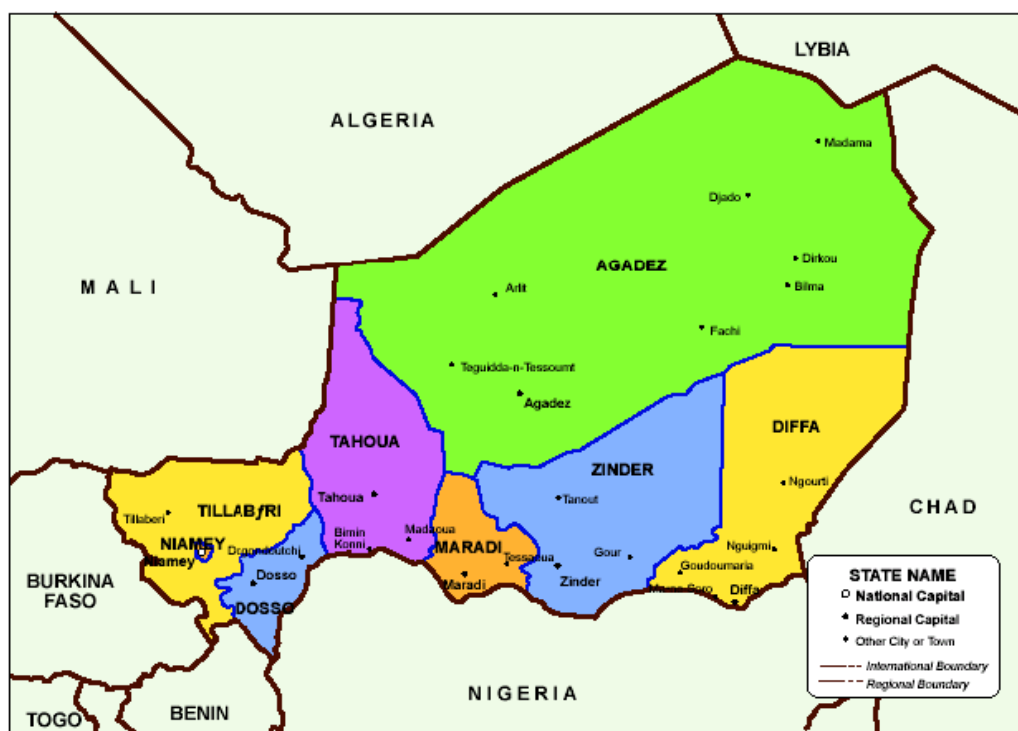 LYBIA
ALGERIA
Madama
Djado
MALI
AGADEZ
Dirkou
Arlit
Bilma
Fachi
Teguidda-n-Tessoumt
Agadez
DIFFA
TAHOUA
ZINDER
Ngourti
Tahoua
Tanout
CHAD
TILLABƒRI
Tillaberi
Bimin
Konni
Madaoua
NIAMEY
Niamey
MARADI
Tessaoua
Gour
Nguigmi
Goudoumaria
BURKINA
FASO
Dosso
Maradi
Zinder
Diffa
DOSSO
STATE NAME
National Capital
Regional Capital
Other City or Town
International Boundary
Regional Boundary
NIGERIA
TOGO
BENIN